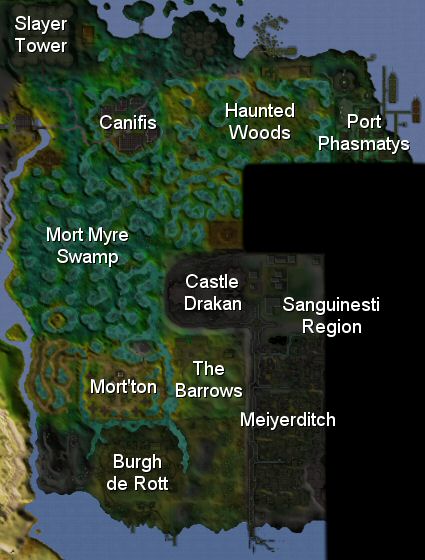 Slayer
Tower
Canifis
Haunted
Woods
Port
Phasmatys
Mort Myre
Swamp
Castle
Drakan
Sanguinesti
Region
The
Barrows
Mort'ton
Meiyerditch
Burgh
de Rott